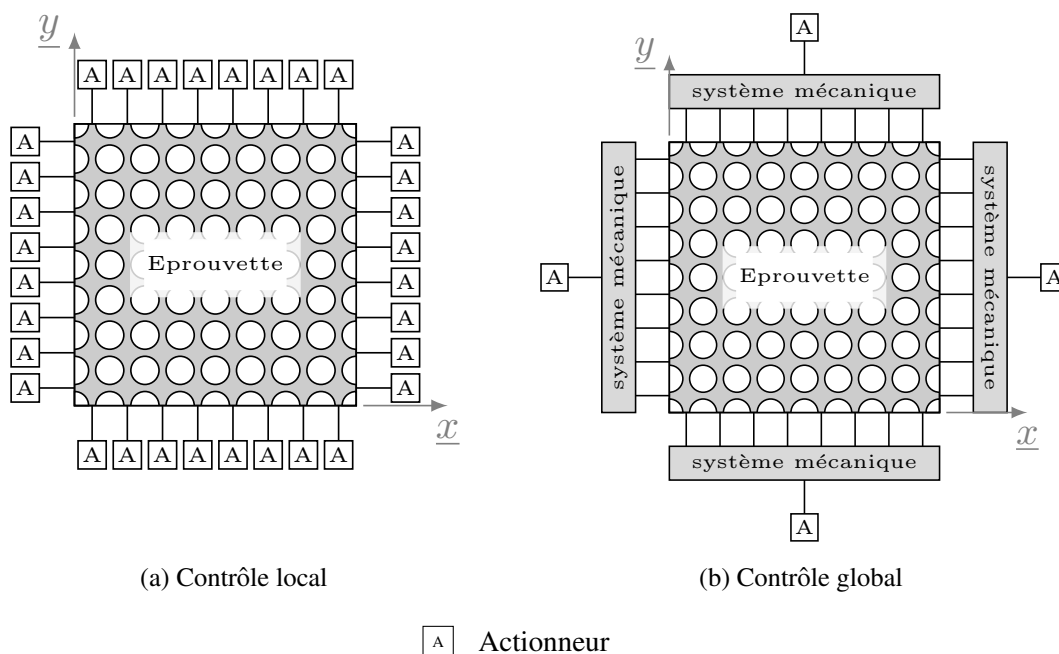 y
A A A A A A A A
A A
A A
A A
A A
A A
A A
A A
A A
Eprouvette
x
A A A A A A A A
(a) Contrôle local
A
y
système mécanique
système mécanique
système mécanique
A
A
Eprouvette
x
système mécanique
A
(b) Contrôle global
A Actionneur